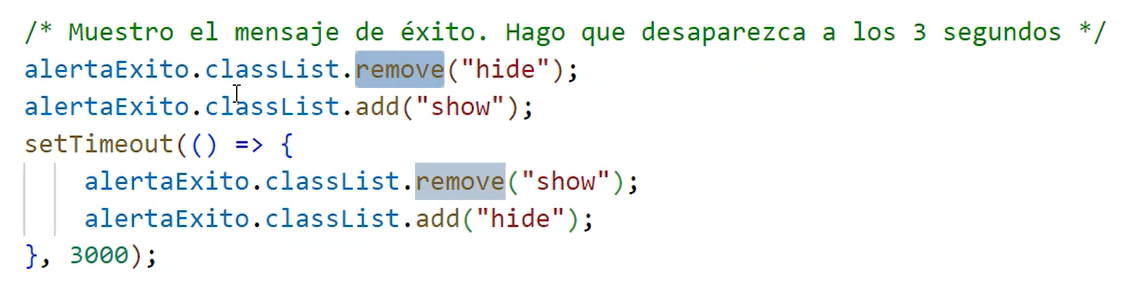 /* Muestro el mensaje de éxito. Hago que desaparezca a los 3 segundos */
alertaExito.classList.remove("hide");
alertaExito.classList.add("show");
setTimeout(() => {
    alertaExito.classList.remove("show");
    alertaExito.classList.add("hide");
}, 3000);